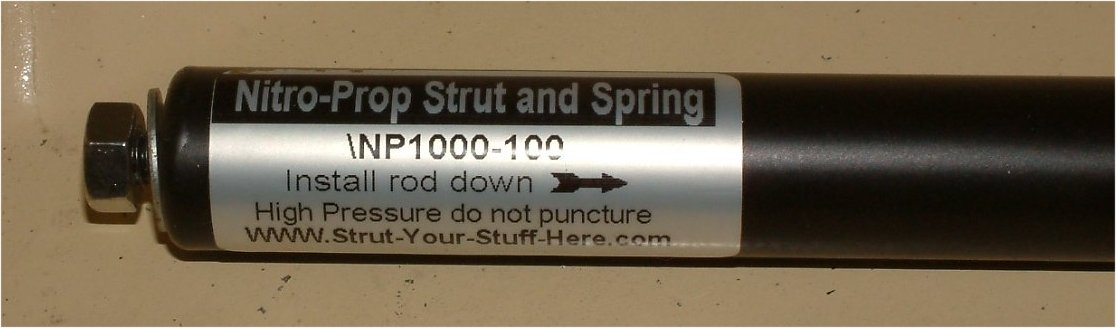 Nitro-Prop Strut and Spring
\NP1000-100
Install rod down
High Pressure do not puncture
WWW.Strut-Your-Stuff-Here.com